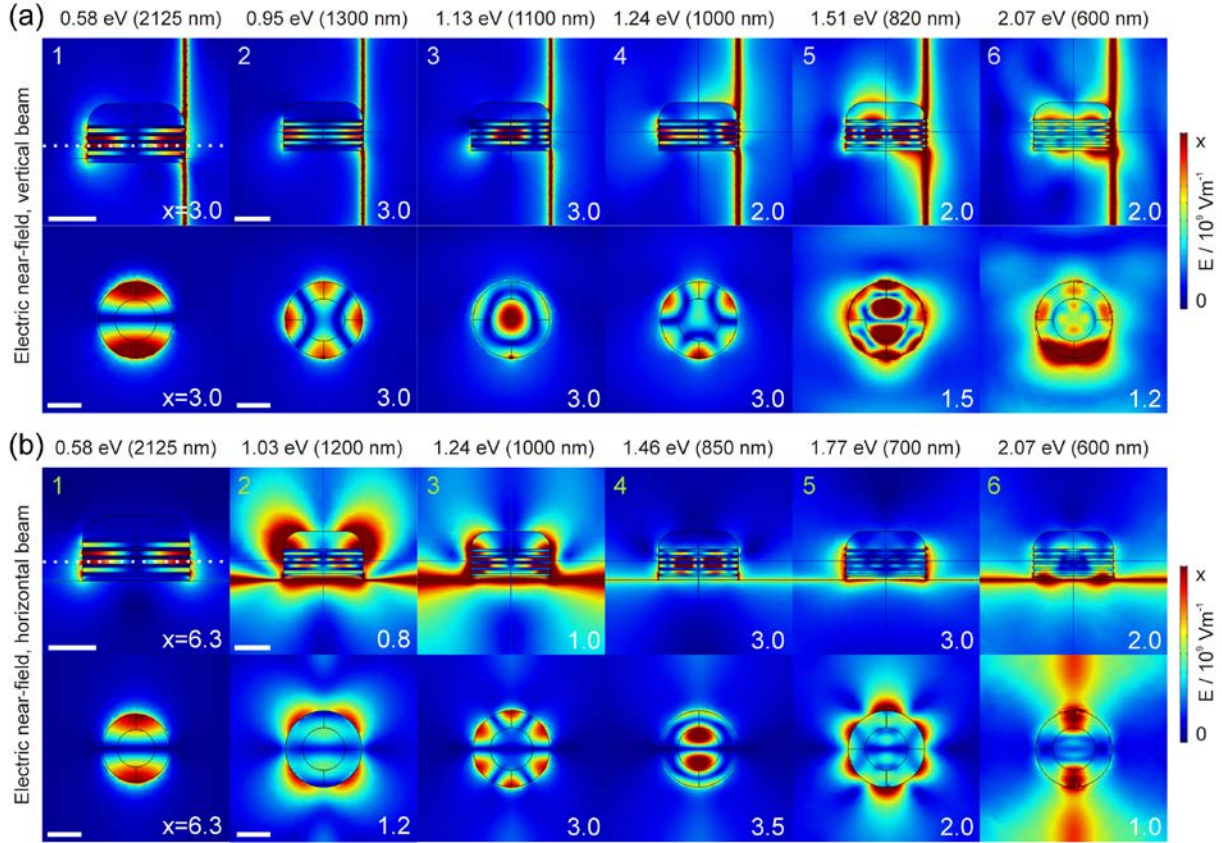 (a) 0.58 eV (2125 nm) 0.95 eV (1300 nm) 1.13 eV (1100 nm) 1.24 eV (1000 nm) 1.51 eV (820 nm) 2.07 eV (600 nm)
Electric near-field, vertical beam
1 2 3 4 5 6
x=3.0 3.0 3.0 2.0 2.0 2.0
x=3.0 3.0 3.0 3.0 1.5 1.2
x
E / 10⁹ Vm⁻¹
0
(b) 0.58 eV (2125 nm) 1.03 eV (1200 nm) 1.24 eV (1000 nm) 1.46 eV (850 nm) 1.77 eV (700 nm) 2.07 eV (600 nm)
Electric near-field, horizontal beam
1 2 3 4 5 6
x=6.3 0.8 1.0 3.0 3.0 2.0
x=6.3 1.2 3.0 3.5 2.0 1.0
x
E / 10⁹ Vm⁻¹
0